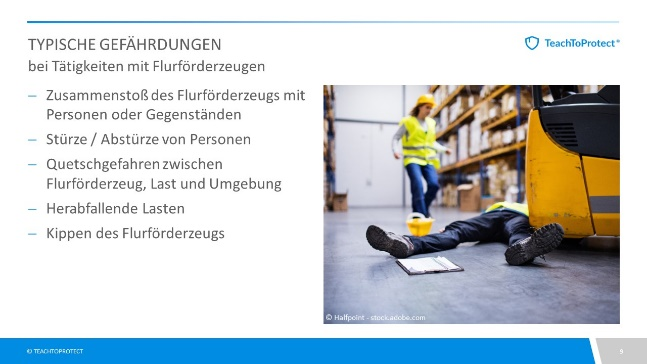 TYPISCHE GEFÄHRDUNGEN
bei Tätigkeiten mit Flurförderzeugen
TeachToProtect®
– Zusammenstoß des Flurförderzeugs mit
Personen oder Gegenständen
– Stürze / Abstürze von Personen
– Quetschgefahren zwischen
Flurförderzeug, Last und Umgebung
– Herabfallende Lasten
– Kippen des Flurförderzeugs
© Halfpoint - stock.adobe.com
© TEACHTOPROTECT